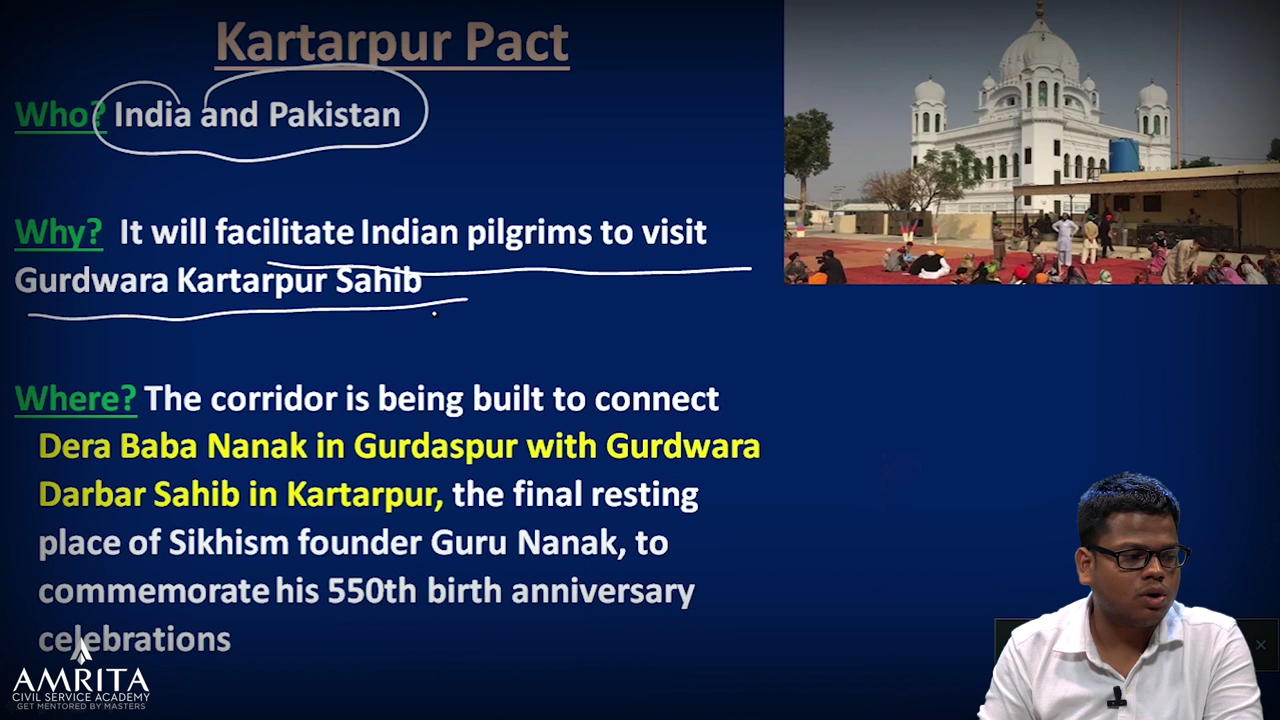 Kartarpur Pact
Who? India and Pakistan
Why? It will facilitate Indian pilgrims to visit
Gurdwara Kartarpur Sahib
Where? The corridor is being built to connect
Dera Baba Nanak in Gurdaspur with Gurdwara
Darbar Sahib in Kartarpur, the final resting
place of Sikhism founder Guru Nanak, to
commemorate his 550th birth anniversary
celebrations
AMRITA
CIVIL SERVICE ACADEMY
GET MENTORED BY MASTERS